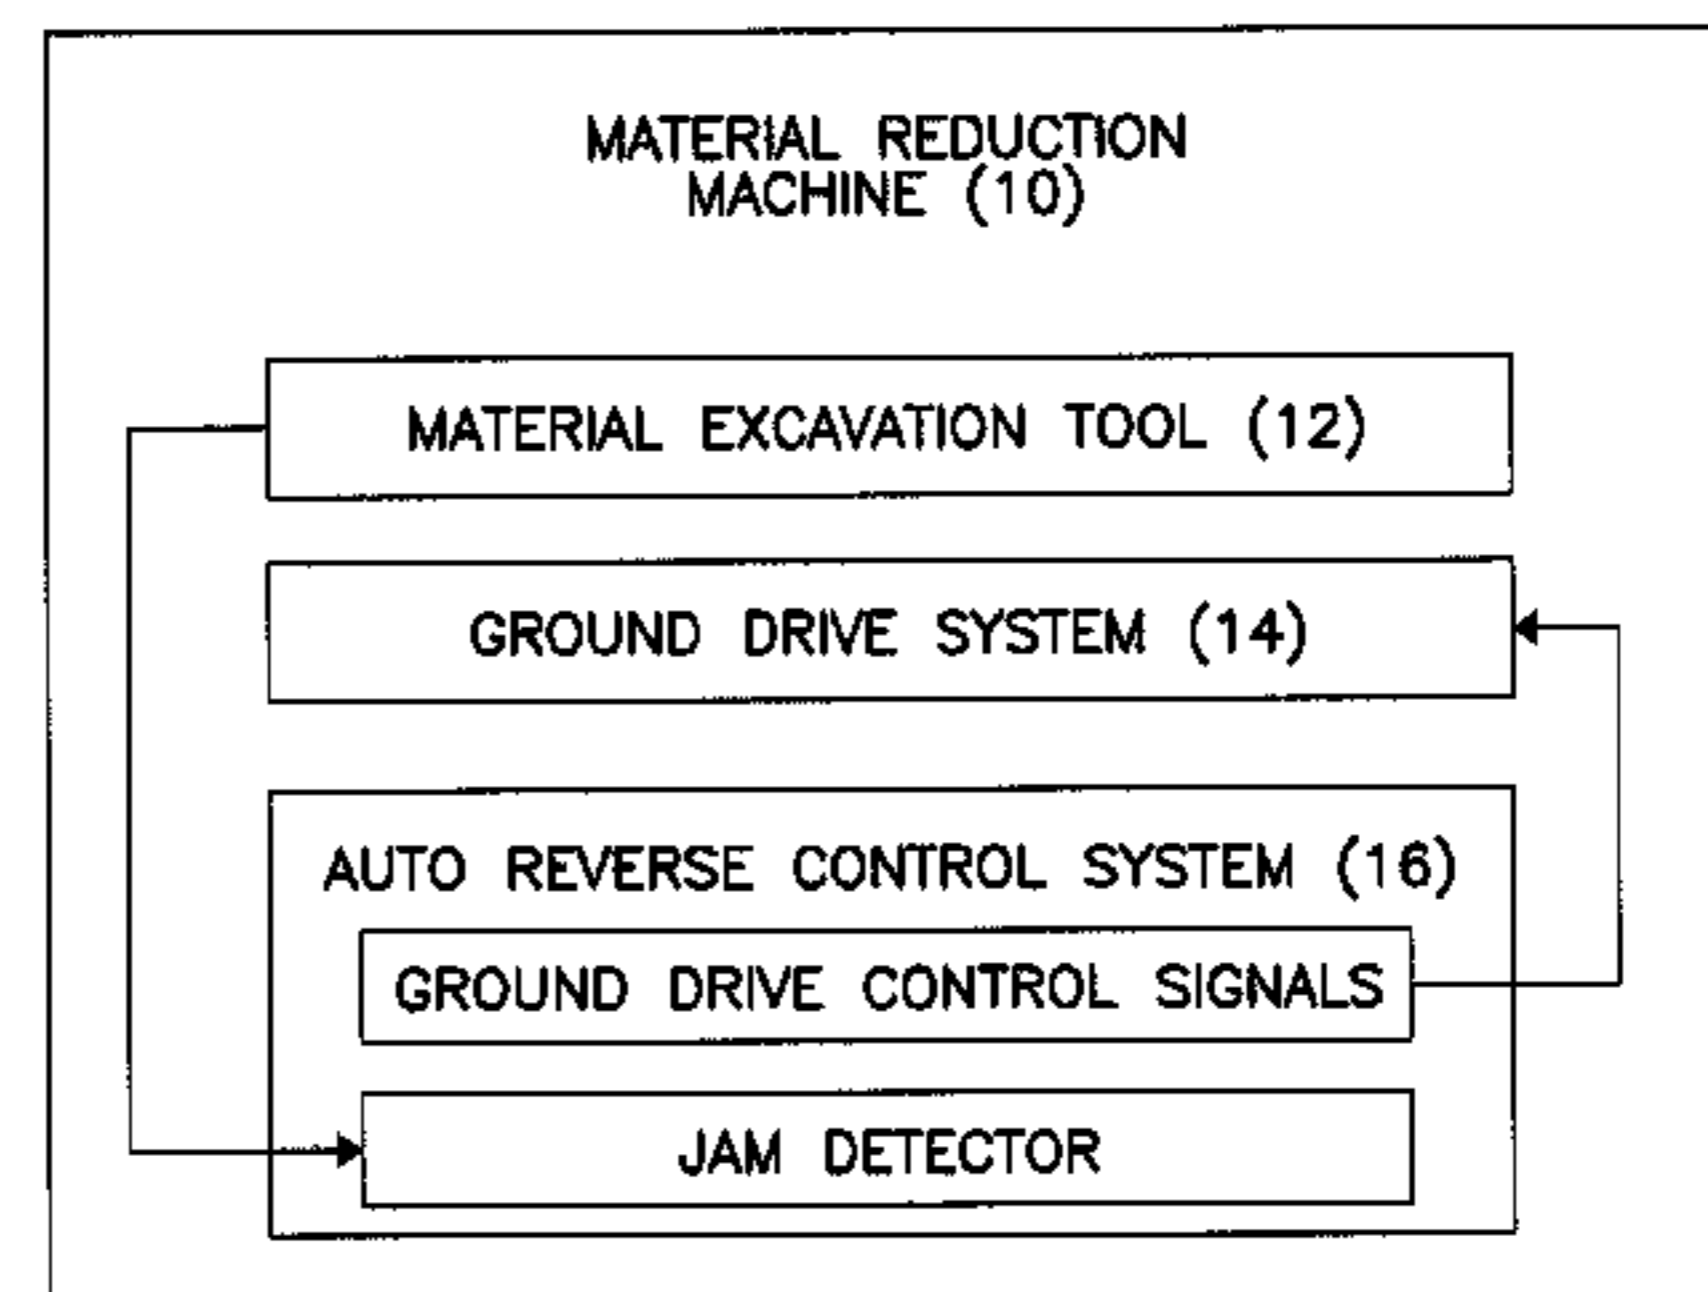 MATERIAL REDUCTION
MACHINE (10)
MATERIAL EXCAVATION TOOL (12)
GROUND DRIVE SYSTEM (14)
AUTO REVERSE CONTROL SYSTEM (16)
GROUND DRIVE CONTROL SIGNALS
JAM DETECTOR